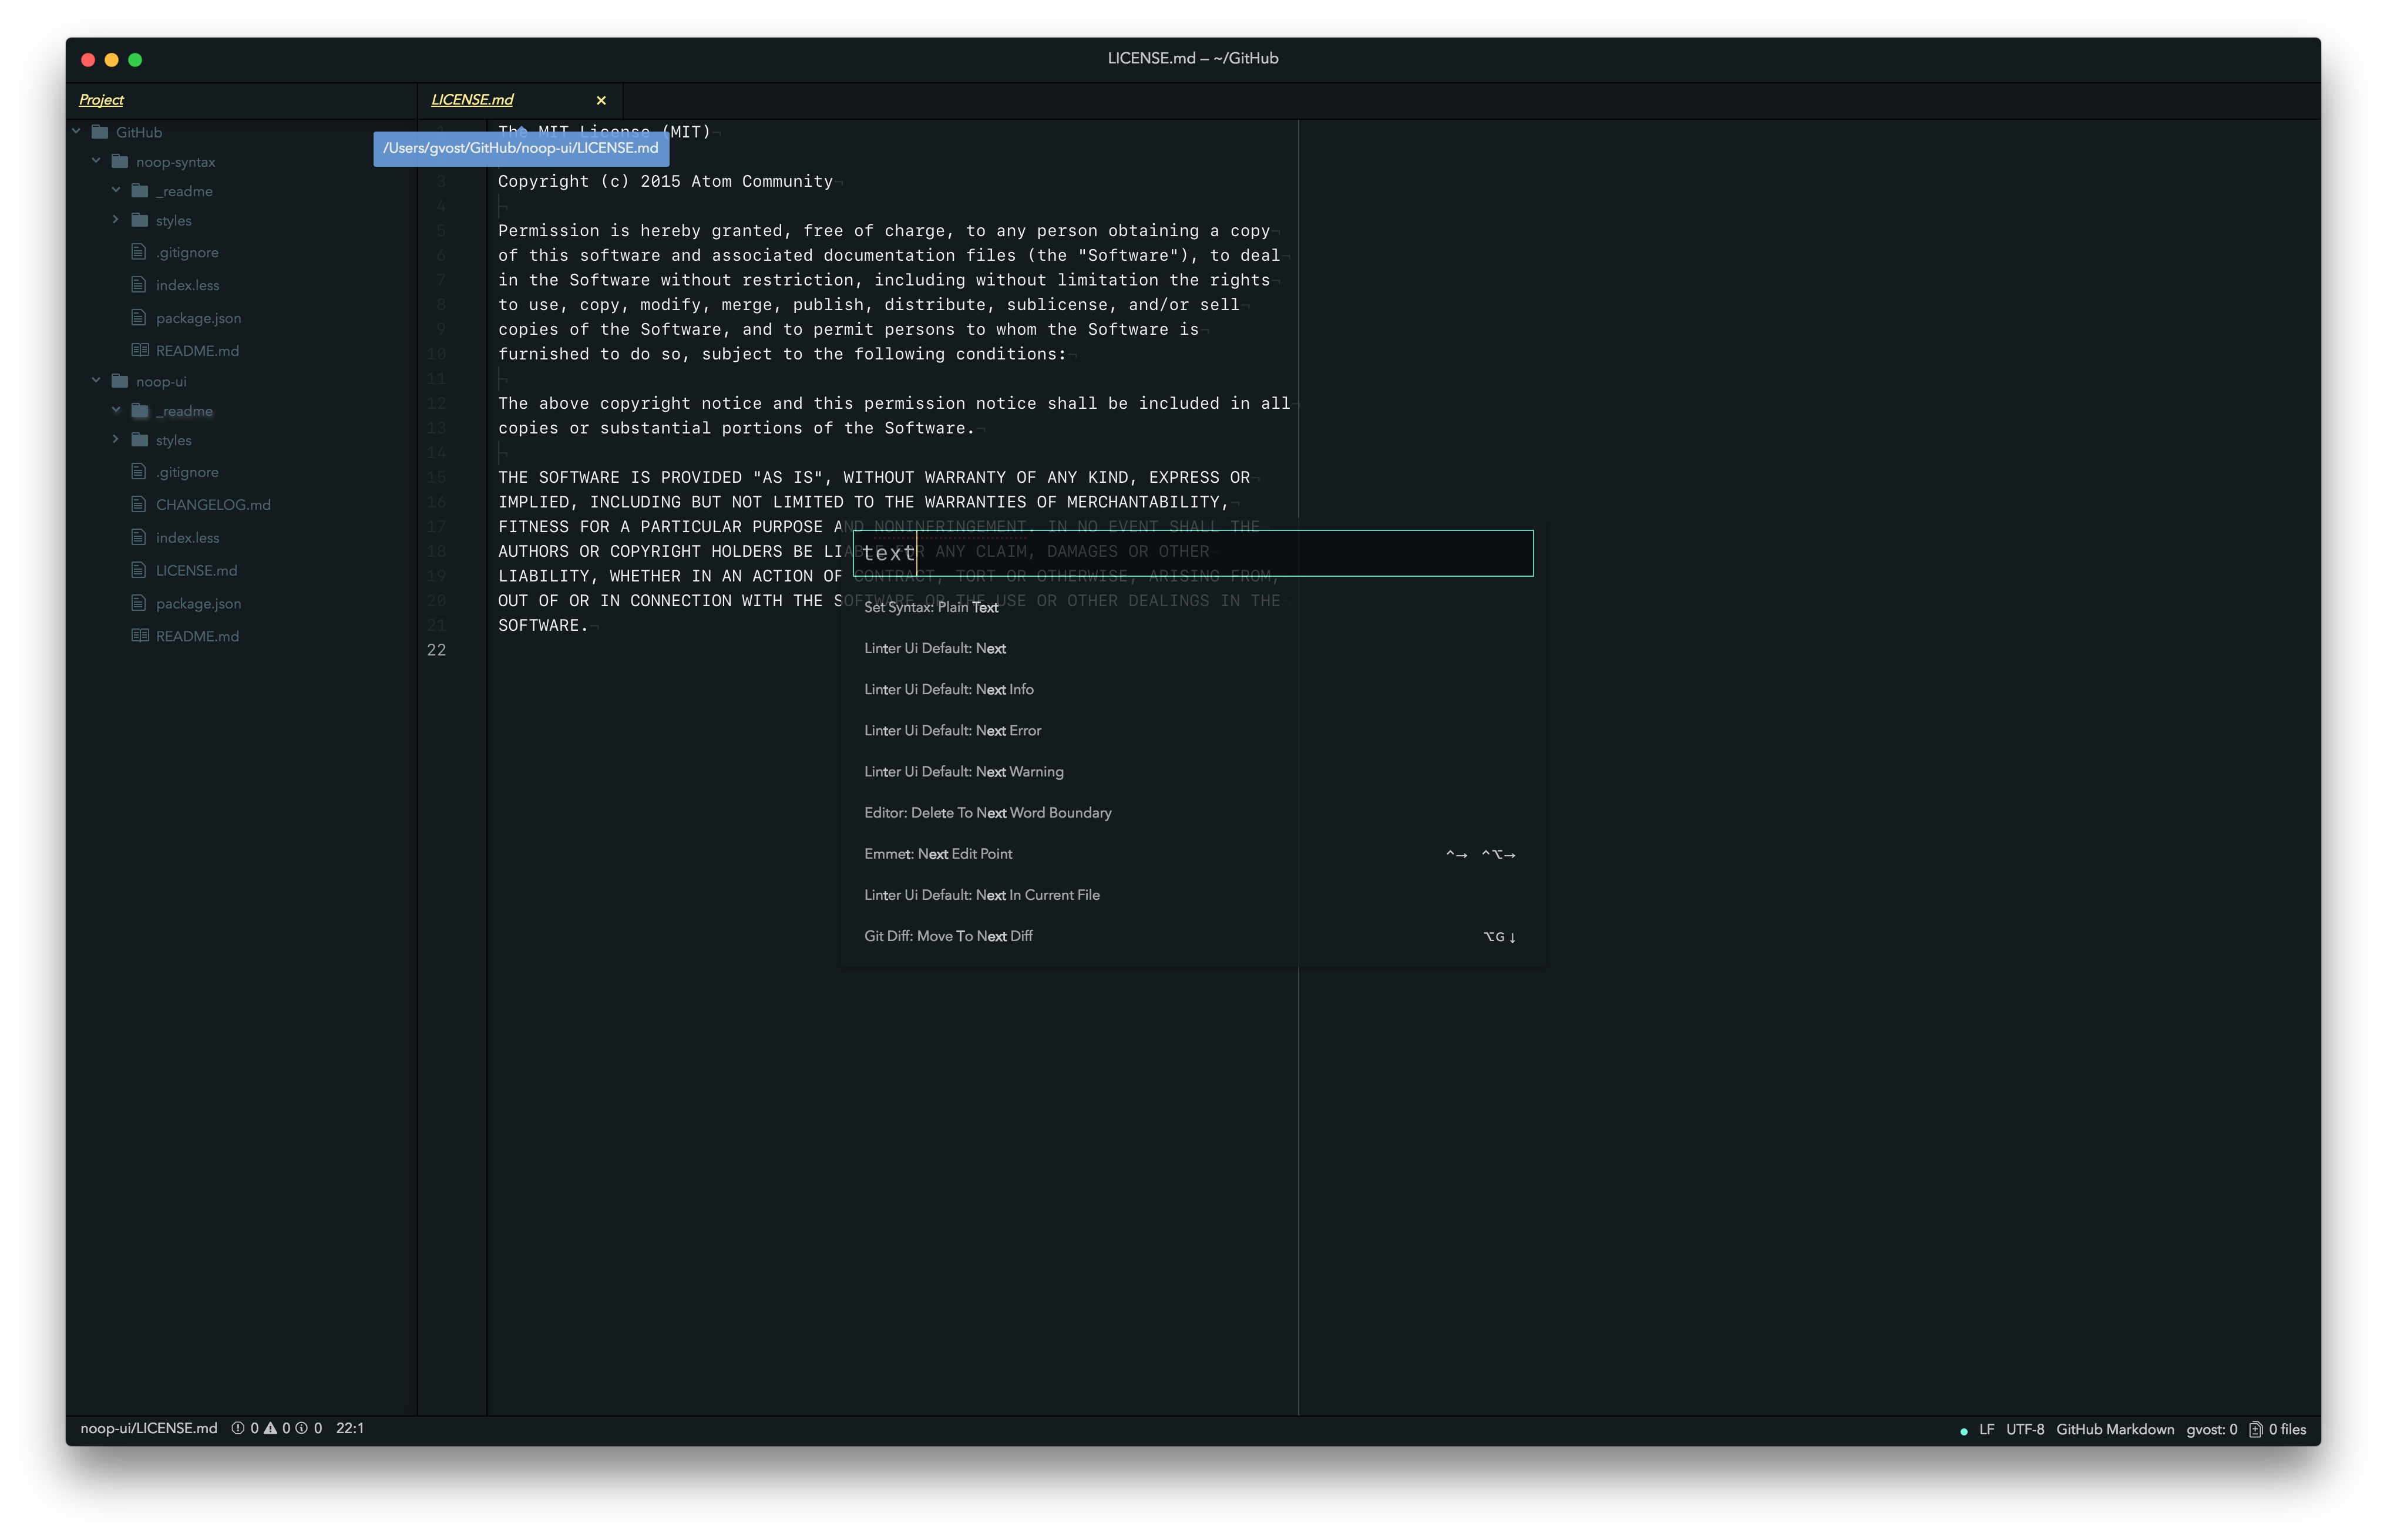 LICENSE.md — ~/GitHub
Project
LICENSE.md
GitHub
noop-syntax
_readme
styles
.gitignore
index.less
package.json
README.md
noop-ui
_readme
styles
.gitignore
CHANGELOG.md
index.less
LICENSE.md
package.json
README.md
/Users/gvost/GitHub/noop-ui/LICENSE.md
1 The MIT License (MIT)
3 Copyright (c) 2015 Atom Community
4
5 Permission is hereby granted, free of charge, to any person obtaining a copy
6 of this software and associated documentation files (the "Software"), to deal
7 in the Software without restriction, including without limitation the rights
8 to use, copy, modify, merge, publish, distribute, sublicense, and/or sell
9 copies of the Software, and to permit persons to whom the Software is
10 furnished to do so, subject to the following conditions:
11
12 The above copyright notice and this permission notice shall be included in all
13 copies or substantial portions of the Software.
14
15 THE SOFTWARE IS PROVIDED "AS IS", WITHOUT WARRANTY OF ANY KIND, EXPRESS OR
16 IMPLIED, INCLUDING BUT NOT LIMITED TO THE WARRANTIES OF MERCHANTABILITY,
17 FITNESS FOR A PARTICULAR PURPOSE AND NONINFRINGEMENT. IN NO EVENT SHALL THE
18 AUTHORS OR COPYRIGHT HOLDERS BE LIABLE FOR ANY CLAIM, DAMAGES OR OTHER
19 LIABILITY, WHETHER IN AN ACTION OF CONTRACT, TORT OR OTHERWISE, ARISING FROM,
20 OUT OF OR IN CONNECTION WITH THE SOFTWARE OR THE USE OR OTHER DEALINGS IN THE
21 SOFTWARE.
22
text
Set Syntax: Plain Text
Linter Ui Default: Next
Linter Ui Default: Next Info
Linter Ui Default: Next Error
Linter Ui Default: Next Warning
Editor: Delete To Next Word Boundary
Emmet: Next Edit Point ^→ ^⌥→
Linter Ui Default: Next In Current File
Git Diff: Move To Next Diff ⌥G ↓
noop-ui/LICENSE.md 0 0 0 22:1
LF UTF-8 GitHub Markdown gvost: 0 0 files